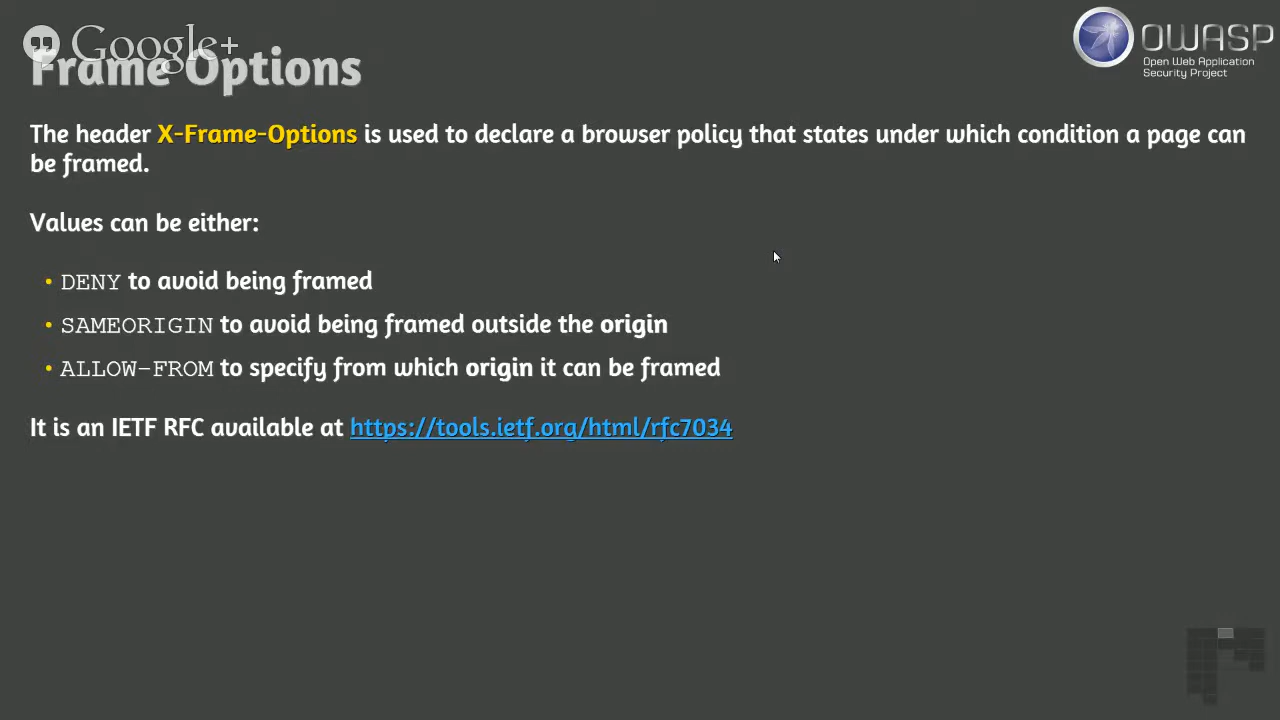 Google+
OWASP
Open Web Application
Security Project
Frame Options
The header X-Frame-Options is used to declare a browser policy that states under which condition a page can
be framed.
Values can be either:
• DENY to avoid being framed
• SAMEORIGIN to avoid being framed outside the origin
• ALLOW-FROM to specify from which origin it can be framed
It is an IETF RFC available at https://tools.ietf.org/html/rfc7034